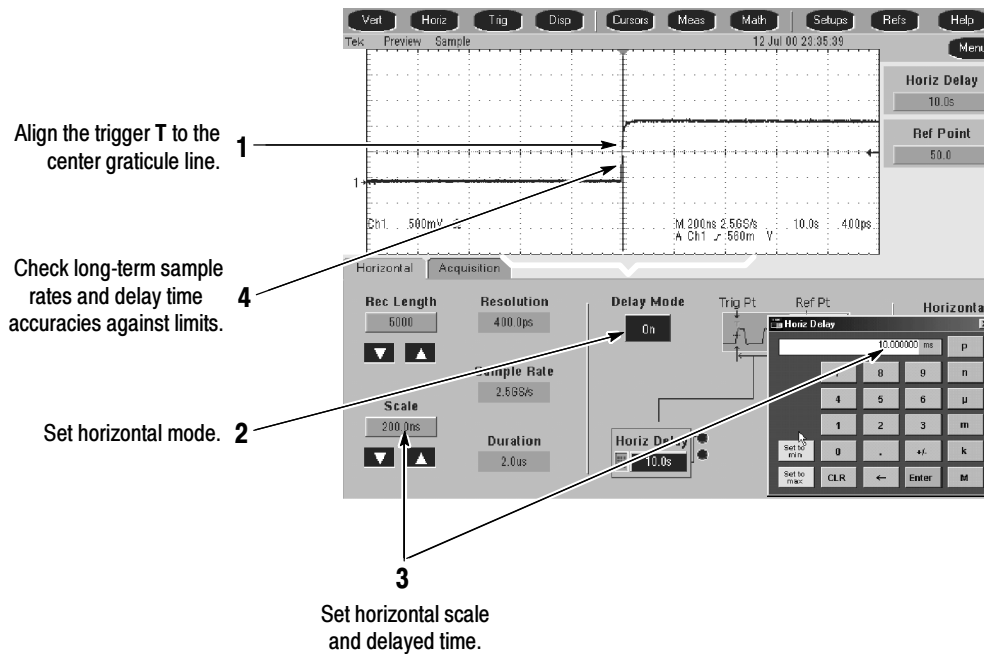 Vert Horiz Trig Disp Cursors Meas Math Setups Refs Help
Tek Preview Sample 12 Jul 00 23:35:39
Menu
Horiz Delay
10.0s
Ref Point
50.0
Align the trigger T to the
center graticule line.
1
1
Ch1 500mV Ω M 200ns 2.5GS/s 10.0s 400ps
A Ch1 560m V
Check long-term sample
rates and delay time
accuracies against limits.
4
Horizontal Acquisition
Rec Length
5000
Resolution
400.0ps
Sample Rate
2.5GS/s
Scale
200.0ns
Duration
2.0us
Delay Mode
On
Trig Pt Ref Pt
Horizonta
Horiz Delay
10.0s
Horiz Delay
10.000000 ms p
7 8 9 n
4 5 6 µ
1 2 3 m
Set to min 0 . +/- k
Set to max CLR ← Enter M
Set horizontal mode. 2
3
Set horizontal scale
and delayed time.